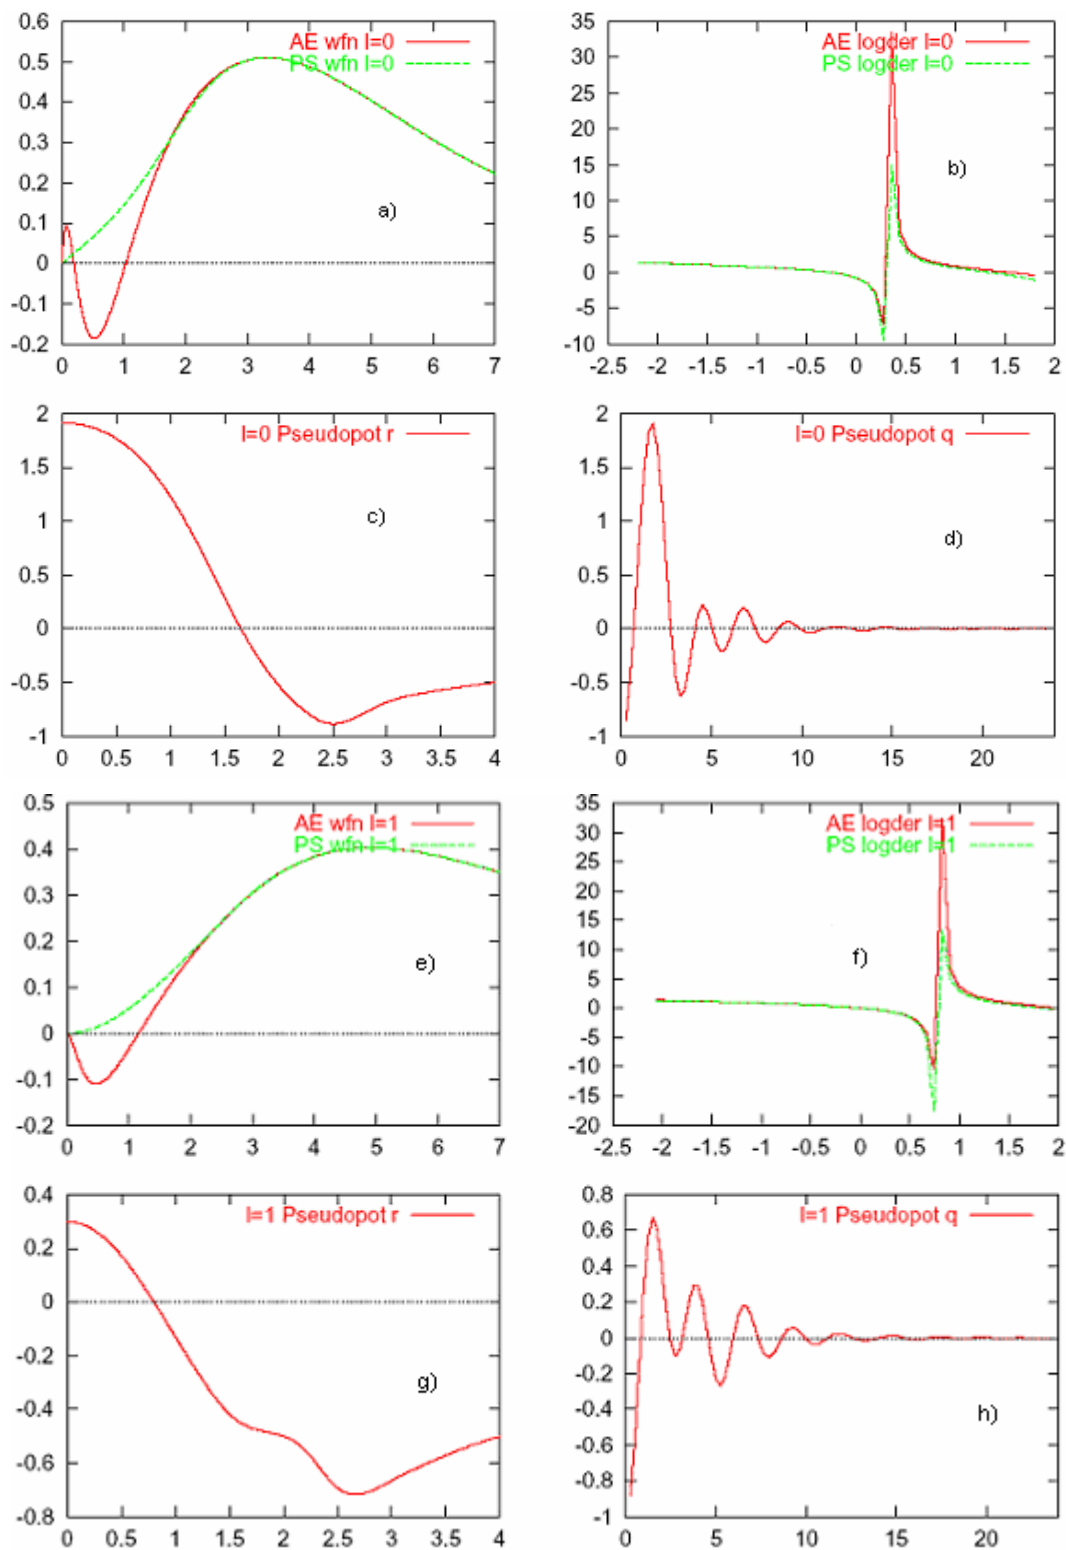 0.6
0.5
0.4
0.3
0.2
0.1
0
-0.1
-0.2
0 1 2 3 4 5 6 7
AE wfn l=0
PS wfn l=0
a)
35
30
25
20
15
10
5
0
-5
-10
-2.5 -2 -1.5 -1 -0.5 0 0.5 1 1.5 2
AE logder l=0
PS logder l=0
b)
2
1.5
1
0.5
0
-0.5
-1
0 0.5 1 1.5 2 2.5 3 3.5 4
l=0 Pseudopot r
c)
2
1.5
1
0.5
0
-0.5
-1
0 5 10 15 20
l=0 Pseudopot q
d)
0.5
0.4
0.3
0.2
0.1
0
-0.1
-0.2
0 1 2 3 4 5 6 7
AE wfn l=1
PS wfn l=1
e)
35
30
25
20
15
10
5
0
-5
-10
-15
-20
-2.5 -2 -1.5 -1 -0.5 0 0.5 1 1.5 2
AE logder l=1
PS logder l=1
f)
0.4
0.2
0
-0.2
-0.4
-0.6
-0.8
0 0.5 1 1.5 2 2.5 3 3.5 4
l=1 Pseudopot r
g)
0.8
0.6
0.4
0.2
0
-0.2
-0.4
-0.6
-0.8
-1
0 5 10 15 20
l=1 Pseudopot q
h)